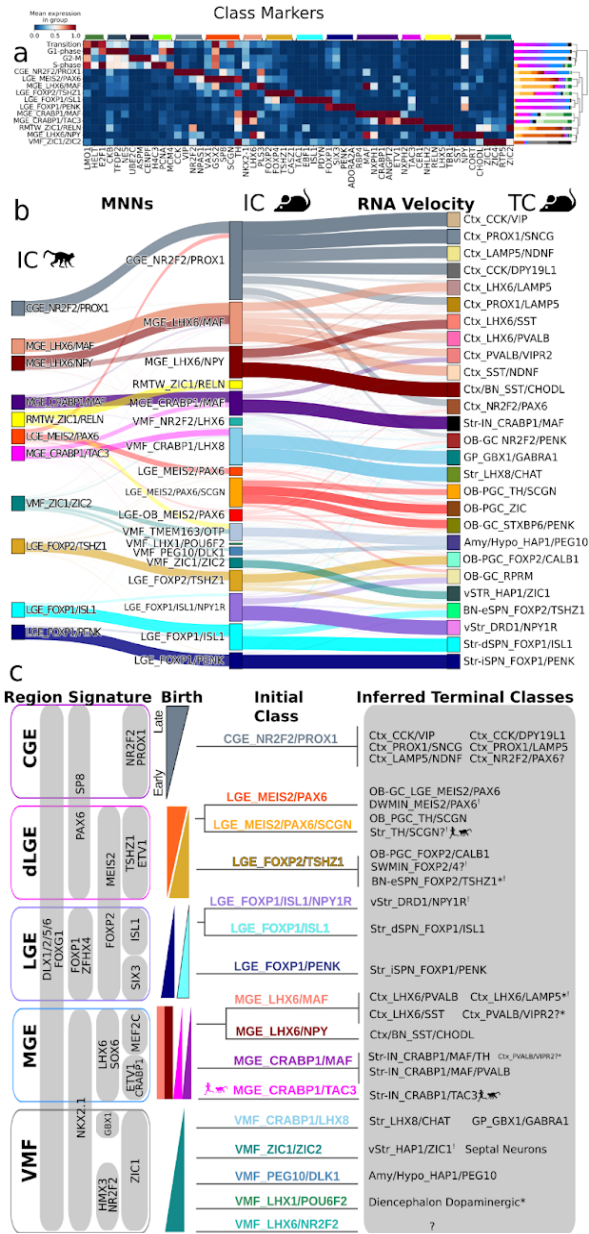 Class Markers
Mean expression
in group
0.0 0.5 1.0
a
Transition
G1-phase
G2-M
S-phase
CGE_NR2F2/PROX1
LGE_MEIS2/PAX6
MGE_LHX6/MAF
LGE_FOXP2/TSHZ1
LGE_FOXP1/ISL1
LGE_FOXP1/PENK
MGE_CRABP1/MAF
MGE_CRABP1/TAC3
RMTW_ZIC1/RELN
MGE_LHX6/NPY
VMF_ZIC1/ZIC2
b
MNNs
IC
RNA Velocity
TC
IC
CGE_NR2F2/PROX1
MGE_LHX6/MAF
MGE_LHX6/NPY
MGE_CRABP1/MAF
RMTW_ZIC1/RELN
LGE_MEIS2/PAX6
MGE_CRABP1/TAC3
VMF_ZIC1/ZIC2
LGE_FOXP2/TSHZ1
LGE_FOXP1/ISL1
LGE_FOXP1/PENK
CGE_NR2F2/PROX1
MGE_LHX6/MAF
MGE_LHX6/NPY
RMTW_ZIC1/RELN
MGE_CRABP1/MAF
VMF_NR2F2/LHX6
VMF_CRABP1/LHX8
LGE_MEIS2/PAX6
LGE_MEIS2/PAX6/SCGN
LGE-OB_MEIS2/PAX6
VMF_TMEM163/OTP
VMF_LHX1/POU6F2
VMF_PEG10/DLK1
VMF_ZIC1/ZIC2
LGE_FOXP2/TSHZ1
LGE_FOXP1/ISL1/NPY1R
LGE_FOXP1/ISL1
LGE_FOXP1/PENK
Ctx_CCK/VIP
Ctx_PROX1/SNCG
Ctx_LAMP5/NDNF
Ctx_CCK/DPY19L1
Ctx_LHX6/LAMP5
Ctx_PROX1/LAMP5
Ctx_LHX6/SST
Ctx_LHX6/PVALB
Ctx_PVALB/VIPR2
Ctx_SST/NDNF
Ctx/BN_SST/CHODL
Ctx_NR2F2/PAX6
Str-IN_CRABP1/MAF
OB-GC_NR2F2/PENK
GP_GBX1/GABRA1
Str_LHX8/CHAT
OB-PGC_TH/SCGN
OB-PGC_ZIC
OB-GC_STXBP6/PENK
Amy/Hypo_HAP1/PEG10
OB-PGC_FOXP2/CALB1
OB-GC_RPRM
vSTR_HAP1/ZIC1
BN-eSPN_FOXP2/TSHZ1
vStr_DRD1/NPY1R
Str-dSPN_FOXP1/ISL1
Str-iSPN_FOXP1/PENK
c
Region Signature Birth Initial Class Inferred Terminal Classes
CGE
dLGE
LGE
MGE
VMF
DLX1/2/5/6
FOXG1
SP8
PAX6
FOXP1
ZFHX4
NKX2.1
MEIS2
FOXP2
LHX6
SOX6
GBX1
HMX3
NR2F2
NR2F2
PROX1
TSHZ1
ETV1
ISL1
SIX3
MEF2C
ETV1
CRABP1
ZIC1
Late
Early
CGE_NR2F2/PROX1
Ctx_CCK/VIP Ctx_CCK/DPY19L1
Ctx_PROX1/SNCG Ctx_PROX1/LAMP5
Ctx_LAMP5/NDNF Ctx_NR2F2/PAX6?
LGE_MEIS2/PAX6
LGE_MEIS2/PAX6/SCGN
OB-GC_LGE_MEIS2/PAX6
DWMIN_MEIS2/PAX6!
OB_PGC_TH/SCGN
Str_TH/SCGN?!
LGE_FOXP2/TSHZ1
OB-PGC_FOXP2/CALB1
SWMIN_FOXP2/4?
BN-eSPN_FOXP2/TSHZ1*!
LGE_FOXP1/ISL1/NPY1R
vStr_DRD1/NPY1R!
LGE_FOXP1/ISL1
Str_dSPN_FOXP1/ISL1
LGE_FOXP1/PENK
Str_iSPN_FOXP1/PENK
MGE_LHX6/MAF
Ctx_LHX6/PVALB Ctx_LHX6/LAMP5*!
Ctx_LHX6/SST Ctx_PVALB/VIPR2?*
MGE_LHX6/NPY
Ctx/BN_SST/CHODL
MGE_CRABP1/MAF
Str-IN_CRABP1/MAF/TH Ctx_PVALB/VIPR2?*
Str-IN_CRABP1/MAF/PVALB
MGE_CRABP1/TAC3
Str-IN_CRABP1/TAC3
VMF_CRABP1/LHX8
Str_LHX8/CHAT GP_GBX1/GABRA1
VMF_ZIC1/ZIC2
vStr_HAP1/ZIC1! Septal Neurons
VMF_PEG10/DLK1
Amy/Hypo_HAP1/PEG10
VMF_LHX1/POU6F2
Diencephalon Dopaminergic*
VMF_LHX6/NR2F2
?